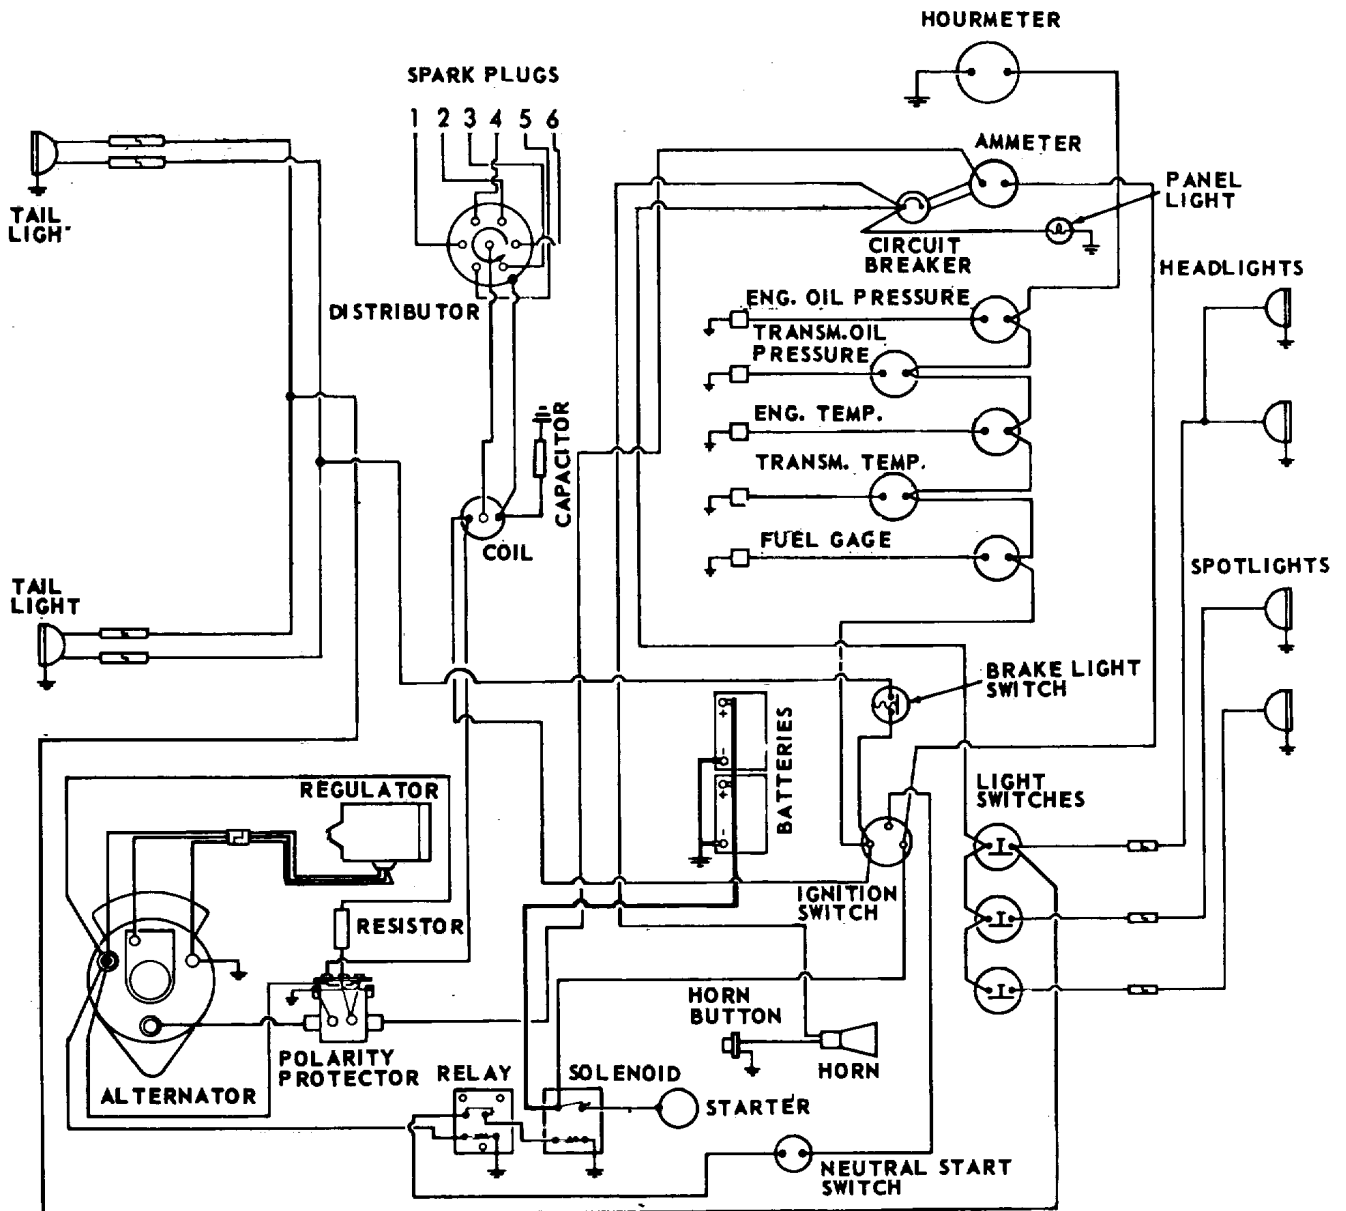 HOURMETER
SPARK PLUGS
1 2 3 4 5 6
AMMETER
PANEL
LIGHT
TAIL
LIGH
CIRCUIT
BREAKER
HEADLIGHTS
DISTRIBUTOR
ENG. OIL PRESSURE
TRANSM.OIL
PRESSURE
CAPACITOR
ENG. TEMP.
TRANSM. TEMP.
COIL
FUEL GAGE
SPOTLIGHTS
TAIL
LIGHT
BRAKE LIGHT
SWITCH
+
-
+
-
BATTERIES
REGULATOR
LIGHT
SWITCHES
IGNITION
SWITCH
RESISTOR
HORN
BUTTON
HORN
POLARITY
PROTECTOR
RELAY
SOLENOID
ALTERNATOR
STARTER
NEUTRAL START
SWITCH